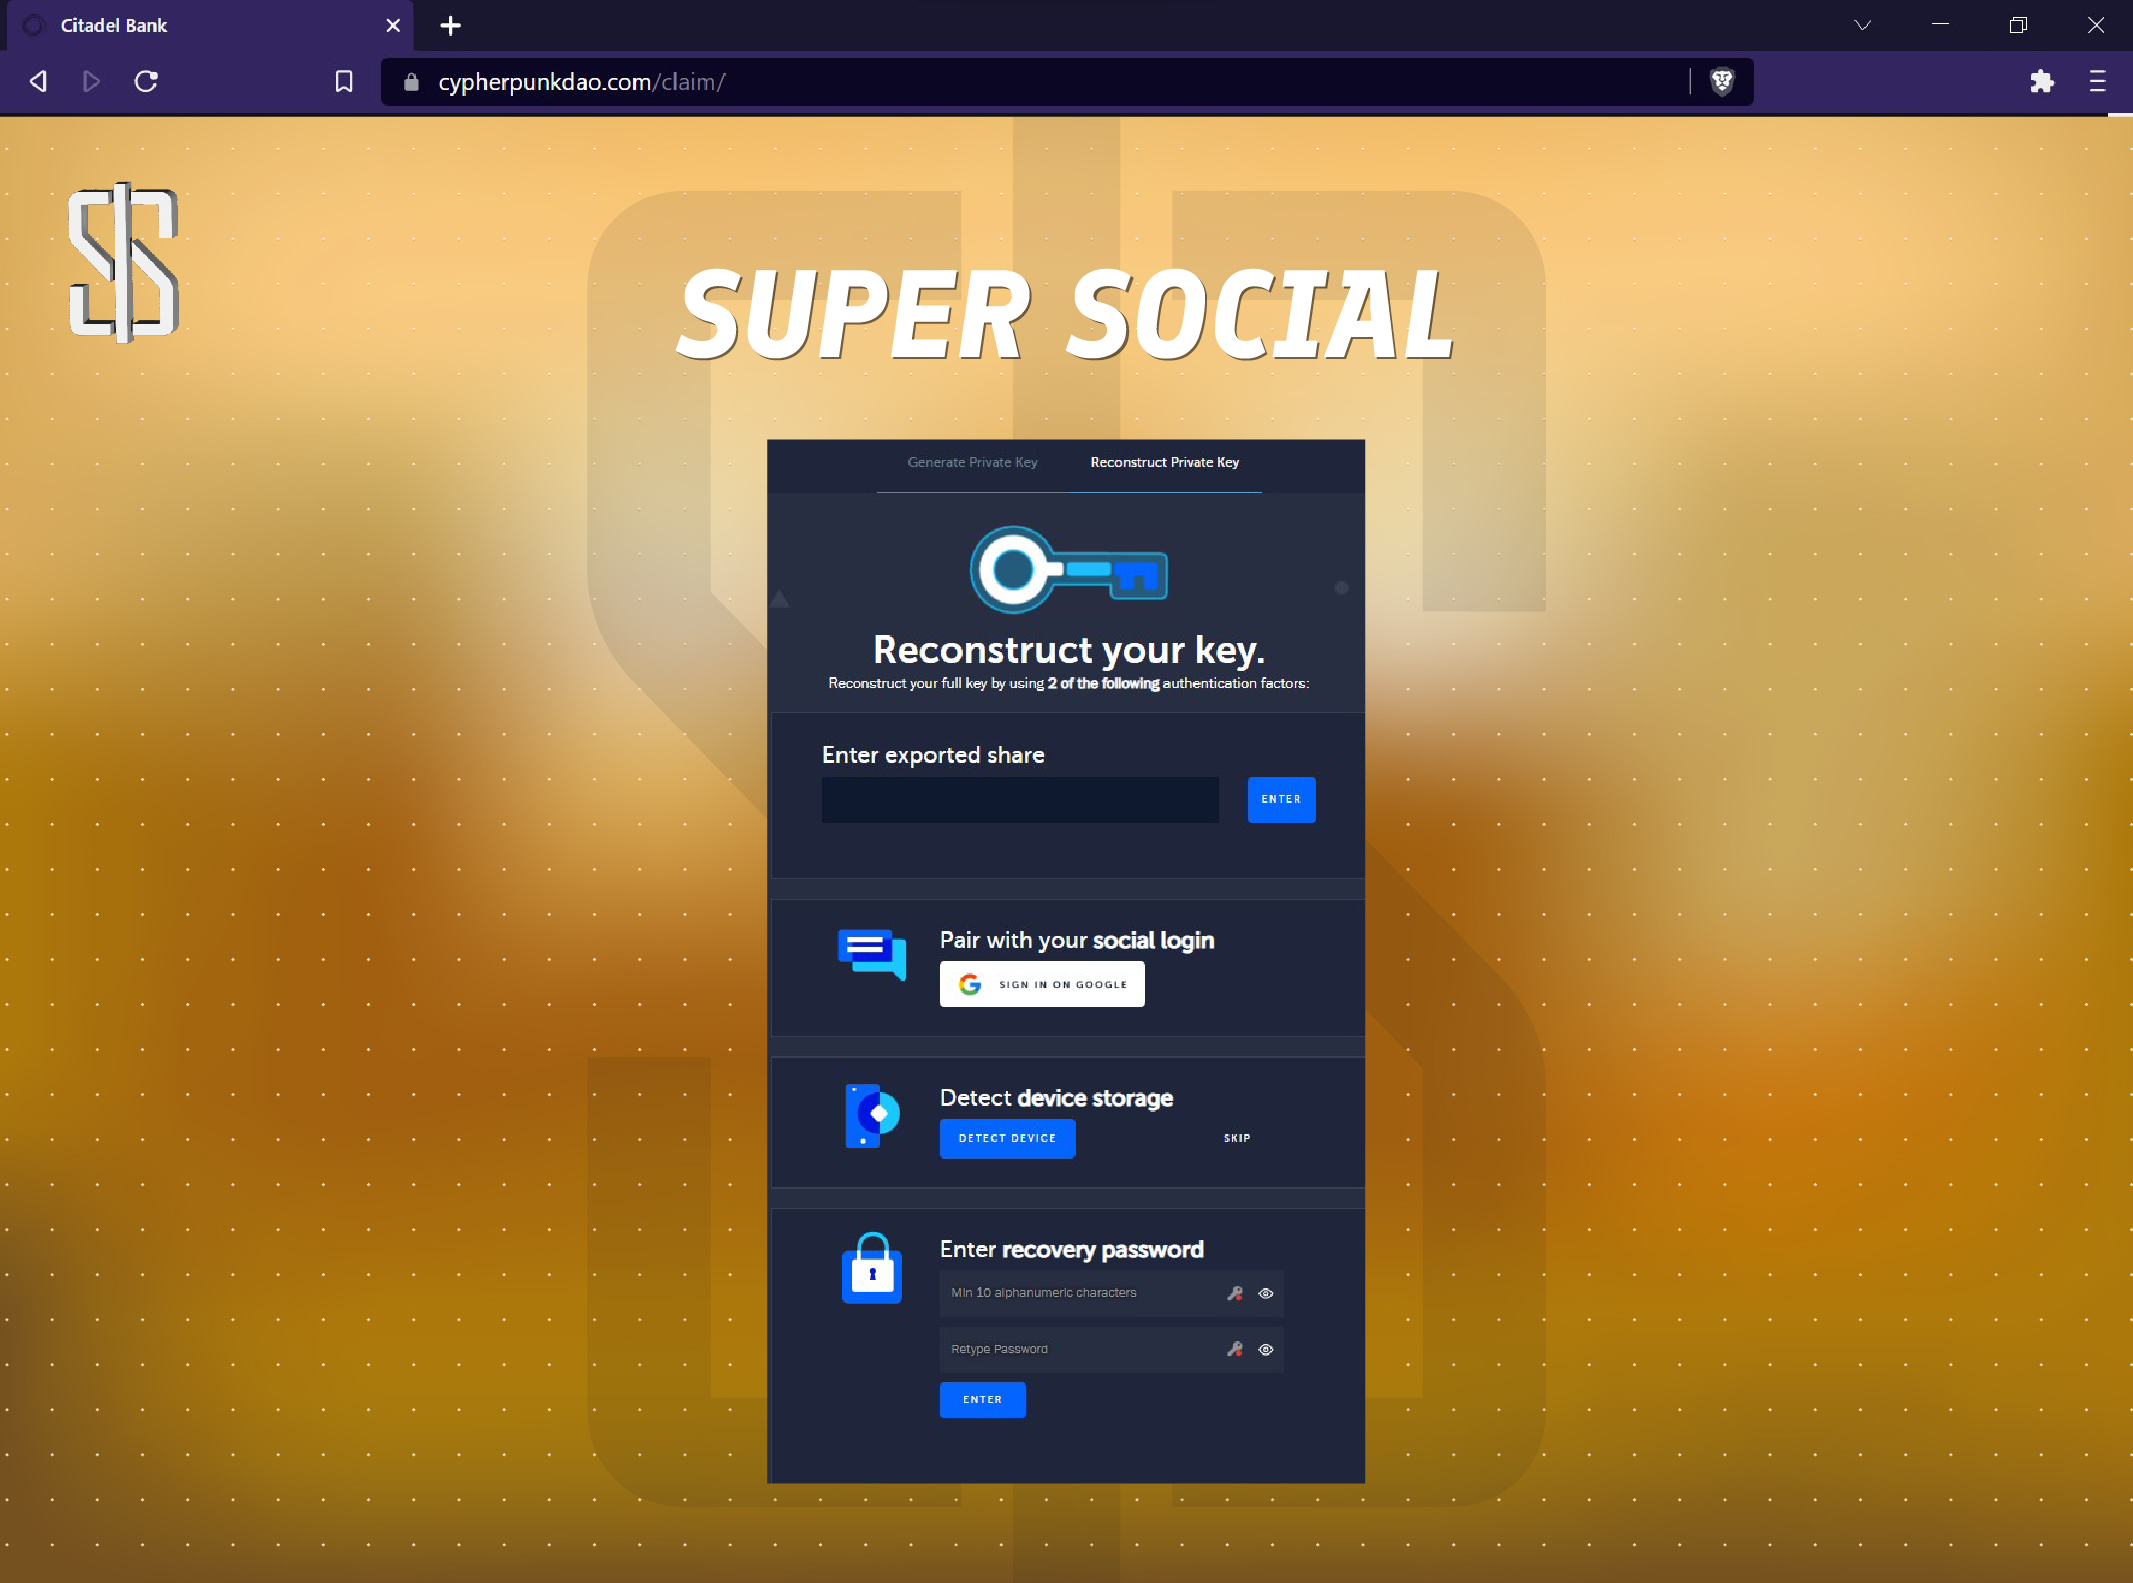 Citadel Bank
cypherpunkdao.com/claim/
SUPER SOCIAL
Generate Private Key
Reconstruct Private Key
Reconstruct your key.
Reconstruct your full key by using 2 of the following authentication factors:
Enter exported share
ENTER
Pair with your social login
SIGN IN ON GOOGLE
Detect device storage
DETECT DEVICE
SKIP
Enter recovery password
Min 10 alphanumeric characters
Retype Password
ENTER